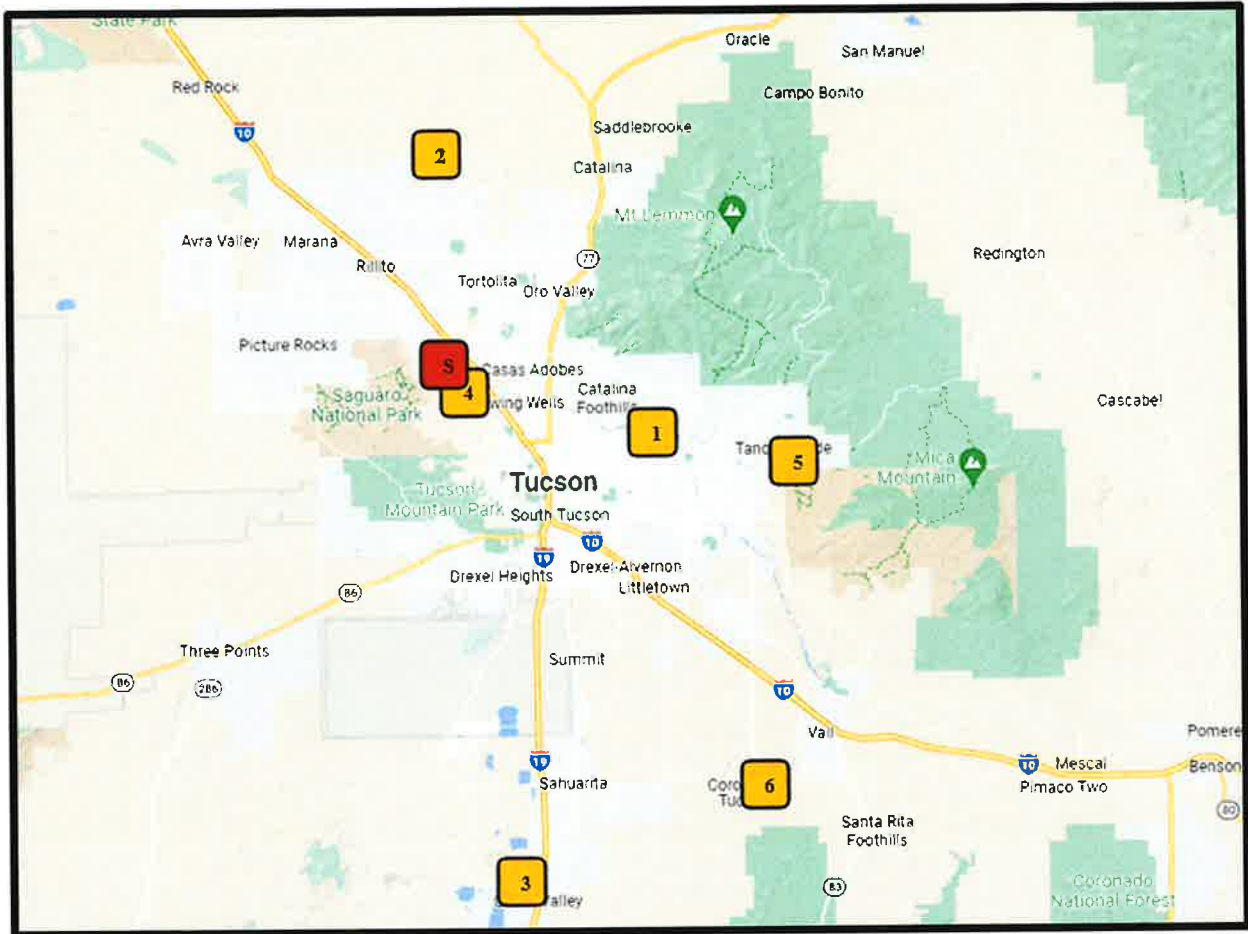 State Park
Oracle
San Manuel
Red Rock
Campo Bonito
10
Saddlebrooke
2
Catalina
Mt Lemmon
Avra Valley
Marana
Redington
Rillito
77
Tortolita
Oro Valley
Picture Rocks
S
Casas Adobes
Saguaro
National Park
4
wing Wells
Catalina
Foothills
Cascabel
1
5
Mica
Mountain
Tucson
Tucson
Mountain Park
South Tucson
10
19
Drexel Heights
Drexel-Alvernon
Littletown
86
Three Points
Summit
86
286
10
Vail
Pomere
19
10
Mescal
Benson
Sahuarita
6
Pimaco Two
80
Santa Rita
Foothills
3
Valley
83
Coronado
National Forest